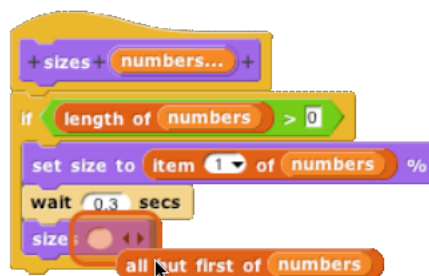 + sizes + numbers... +
if length of numbers > 0
set size to item 1 of numbers %
wait 0.3 secs
sizes
all but first of numbers